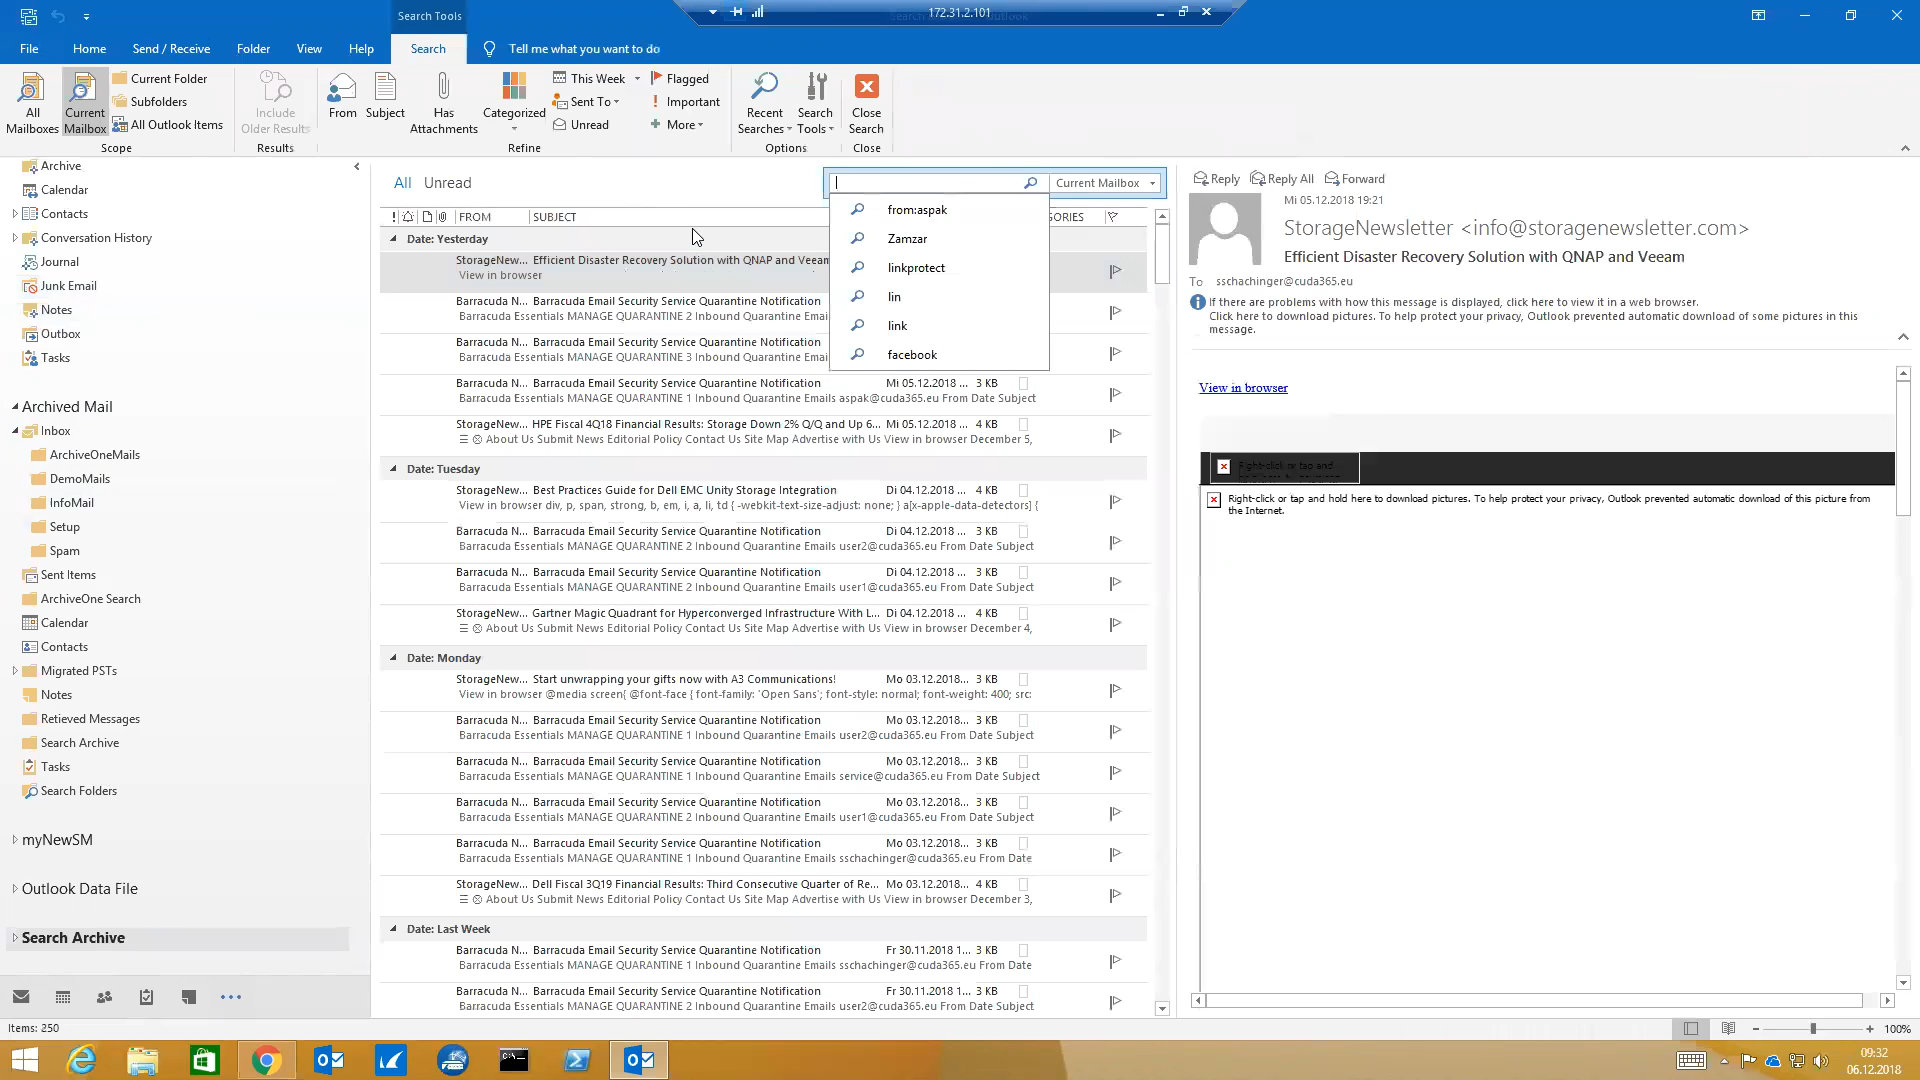 Search Tools
172.31.2.101
File
Home
Send / Receive
Folder
View
Help
Search
Tell me what you want to do
All
Mailboxes
Current
Mailbox
Current Folder
Subfolders
All Outlook Items
Scope
Include
Older Results
Results
From
Subject
Has
Attachments
Categorized
This Week
Sent To
Unread
Flagged
Important
More
Refine
Recent
Searches
Search
Tools
Options
Close
Search
Close
Archive
Calendar
Contacts
Conversation History
Journal
Junk Email
Notes
Outbox
Tasks
Archived Mail
Inbox
ArchiveOneMails
DemoMails
InfoMail
Setup
Spam
Sent Items
ArchiveOne Search
Calendar
Contacts
Migrated PSTs
Notes
Retieved Messages
Search Archive
Tasks
Search Folders
myNewSM
Outlook Data File
Search Archive
Items: 250
All Unread
Current Mailbox
from:aspak
Zamzar
linkprotect
lin
link
facebook
FROM SUBJECT ORIES
Date: Yesterday
StorageNew... Efficient Disaster Recovery Solution with QNAP and Veeam
View in browser
Barracuda N... Barracuda Email Security Service Quarantine Notification
Barracuda Essentials MANAGE QUARANTINE 2 Inbound Quarantine Emai
Barracuda N... Barracuda Email Security Service Quarantine Notification
Barracuda Essentials MANAGE QUARANTINE 3 Inbound Quarantine Emai
Barracuda N... Barracuda Email Security Service Quarantine Notification Mi 05.12.2018 ... 3 KB
Barracuda Essentials MANAGE QUARANTINE 1 Inbound Quarantine Emails aspak@cuda365.eu From Date Subject
StorageNew... HPE Fiscal 4Q18 Financial Results: Storage Down 2% Q/Q and Up 6... Mi 05.12.2018 ... 4 KB
☰ ⊗ About Us Submit News Editorial Policy Contact Us Site Map Advertise with Us View in browser December 5,
Date: Tuesday
StorageNew... Best Practices Guide for Dell EMC Unity Storage Integration Di 04.12.2018 ... 4 KB
View in browser div, p, span, strong, b, em, i, a, li, td { -webkit-text-size-adjust: none; } a[x-apple-data-detectors] {
Barracuda N... Barracuda Email Security Service Quarantine Notification Di 04.12.2018 ... 3 KB
Barracuda Essentials MANAGE QUARANTINE 2 Inbound Quarantine Emails user2@cuda365.eu From Date Subject
Barracuda N... Barracuda Email Security Service Quarantine Notification Di 04.12.2018 ... 3 KB
Barracuda Essentials MANAGE QUARANTINE 2 Inbound Quarantine Emails user1@cuda365.eu From Date Subject
StorageNew... Gartner Magic Quadrant for Hyperconverged Infrastructure With L... Di 04.12.2018 ... 4 KB
☰ ⊗ About Us Submit News Editorial Policy Contact Us Site Map Advertise with Us View in browser December 4,
Date: Monday
StorageNew... Start unwrapping your gifts now with A3 Communications! Mo 03.12.2018... 3 KB
View in browser @media screen{ @font-face { font-family: 'Open Sans'; font-style: normal; font-weight: 400; src:
Barracuda N... Barracuda Email Security Service Quarantine Notification Mo 03.12.2018... 3 KB
Barracuda Essentials MANAGE QUARANTINE 1 Inbound Quarantine Emails user2@cuda365.eu From Date Subject
Barracuda N... Barracuda Email Security Service Quarantine Notification Mo 03.12.2018... 3 KB
Barracuda Essentials MANAGE QUARANTINE 1 Inbound Quarantine Emails service@cuda365.eu From Date Subject
Barracuda N... Barracuda Email Security Service Quarantine Notification Mo 03.12.2018... 3 KB
Barracuda Essentials MANAGE QUARANTINE 2 Inbound Quarantine Emails user1@cuda365.eu From Date Subject
Barracuda N... Barracuda Email Security Service Quarantine Notification Mo 03.12.2018... 3 KB
Barracuda Essentials MANAGE QUARANTINE 1 Inbound Quarantine Emails sschachinger@cuda365.eu From Date
StorageNew... Dell Fiscal 3Q19 Financial Results: Third Consecutive Quarter of Re... Mo 03.12.2018... 4 KB
☰ ⊗ About Us Submit News Editorial Policy Contact Us Site Map Advertise with Us View in browser December 3,
Date: Last Week
Barracuda N... Barracuda Email Security Service Quarantine Notification Fr 30.11.2018 1... 3 KB
Barracuda Essentials MANAGE QUARANTINE 1 Inbound Quarantine Emails sschachinger@cuda365.eu From Date
Barracuda N... Barracuda Email Security Service Quarantine Notification Fr 30.11.2018 1... 3 KB
Barracuda Essentials MANAGE QUARANTINE 2 Inbound Quarantine Emails user2@cuda365.eu From Date Subject
Reply Reply All Forward
Mi 05.12.2018 19:21
StorageNewsletter <info@storagenewsletter.com>
Efficient Disaster Recovery Solution with QNAP and Veeam
To sschachinger@cuda365.eu
If there are problems with how this message is displayed, click here to view it in a web browser.
Click here to download pictures. To help protect your privacy, Outlook prevented automatic download of some pictures in this
message.
View in browser
Right-click or tap and
Right-click or tap and hold here to download pictures. To help protect your privacy, Outlook prevented automatic download of this picture from
the Internet.
100%
09:32
06.12.2018